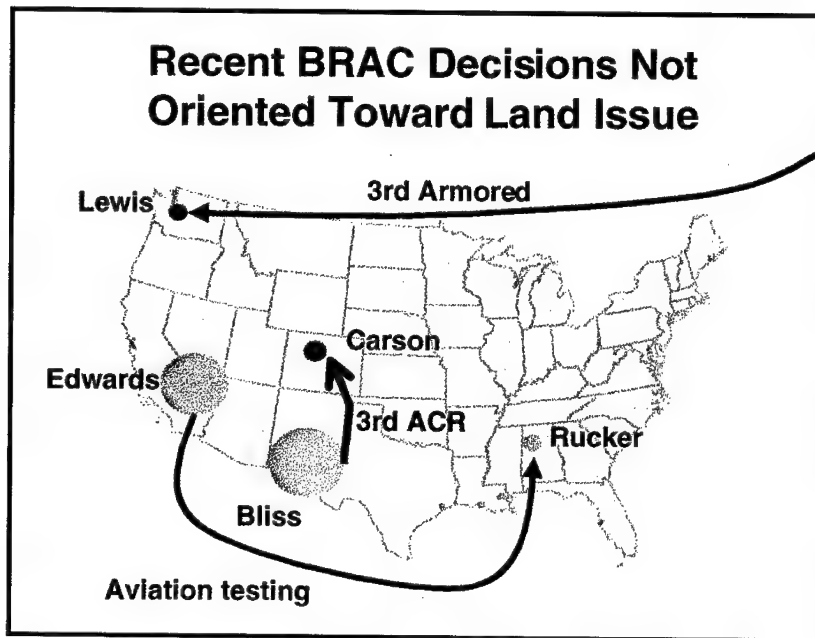 Recent BRAC Decisions Not
Oriented Toward Land Issue
3rd Armored
Lewis
Carson
Edwards
3rd ACR
Rucker
Bliss
Aviation testing